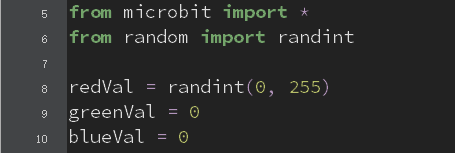 5 from microbit import *
6 from random import randint
7
8 redVal = randint(0, 255)
9 greenVal = 0
10 blueVal = 0